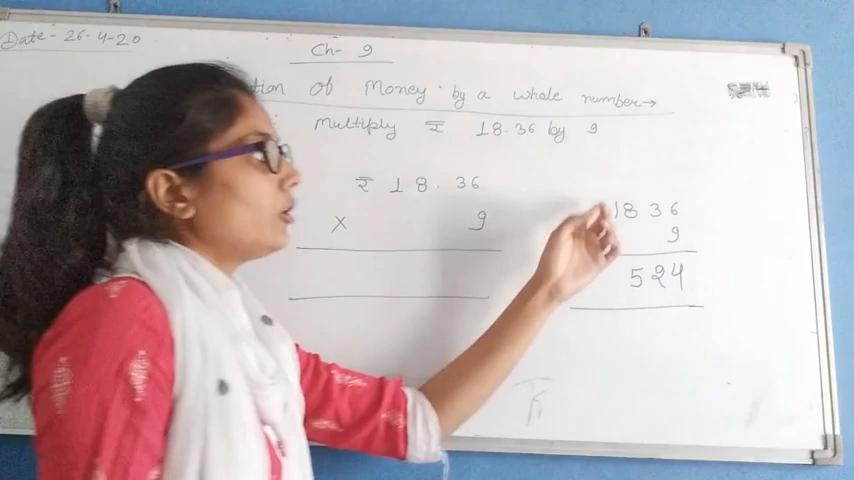 Date- 26.4-20
Ch- 9
tion of Money by a whole number→
Multiply ₹ 18.36 by 9
₹ 18.36
× 9
1836
9
524